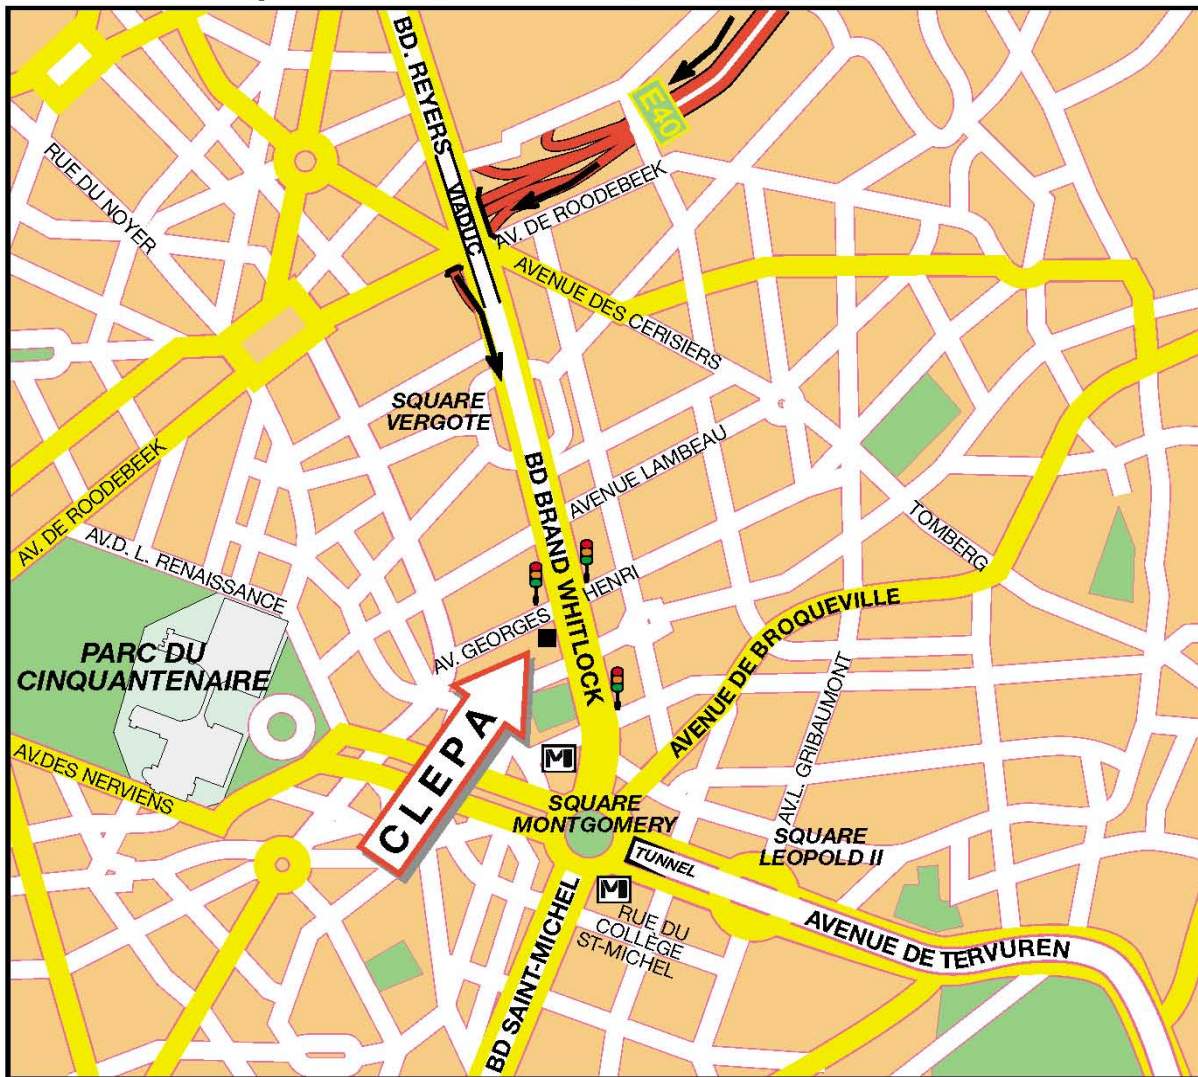 BD. REYERS
E40
RUE DU NOYER
VIADUC
AV. DE ROODEBEEK
AVENUE DES CERISIERS
SQUARE
VERGOTE
AV. DE ROODEBEEK
BD BRAND WHITLOCK
AVENUE LAMBEAU
TOMBERG
AV.D. L. RENAISSANCE
AV. GEORGES HENRI
PARC DU
CINQUANTENAIRE
AVENUE DE BROQUEVILLE
AV.L. GRIBAUMONT
CLEPA
M
AV.DES NERVIENS
SQUARE
MONTGOMERY
SQUARE
LEOPOLD II
TUNNEL
M
RUE DU
COLLÈGE
ST-MICHEL
AVENUE DE TERVUREN
BD SAINT-MICHEL